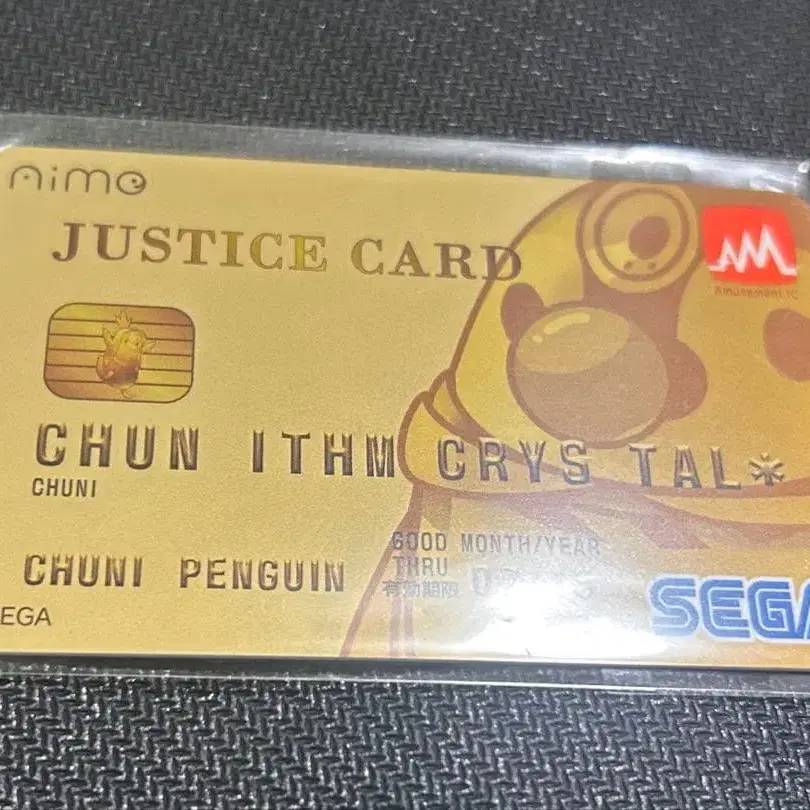 Aime
JUSTICE CARD
Amusement IC
CHUN ITHM CRYS TAL*
CHUNI
GOOD MONTH/YEAR
THRU
有効期限
CHUNI PENGUIN
SEGA
EGA